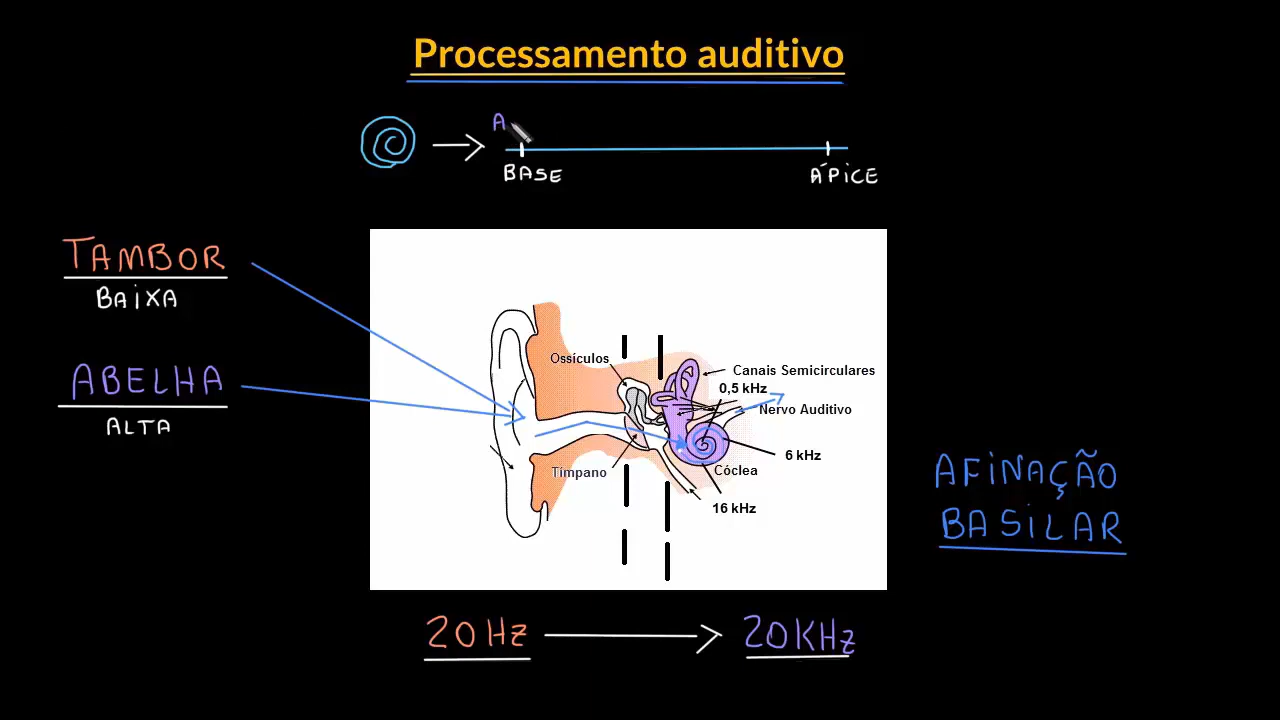 Processamento auditivo
A
BASE
ÁPICE
TAMBOR
BAIXA
ABELHA
ALTA
Ossículos
Canais Semicirculares
0,5 kHz
Nervo Auditivo
6 kHz
Cóclea
Tímpano
16 kHz
AFINAÇÃO
BASILAR
20Hz
20KHz